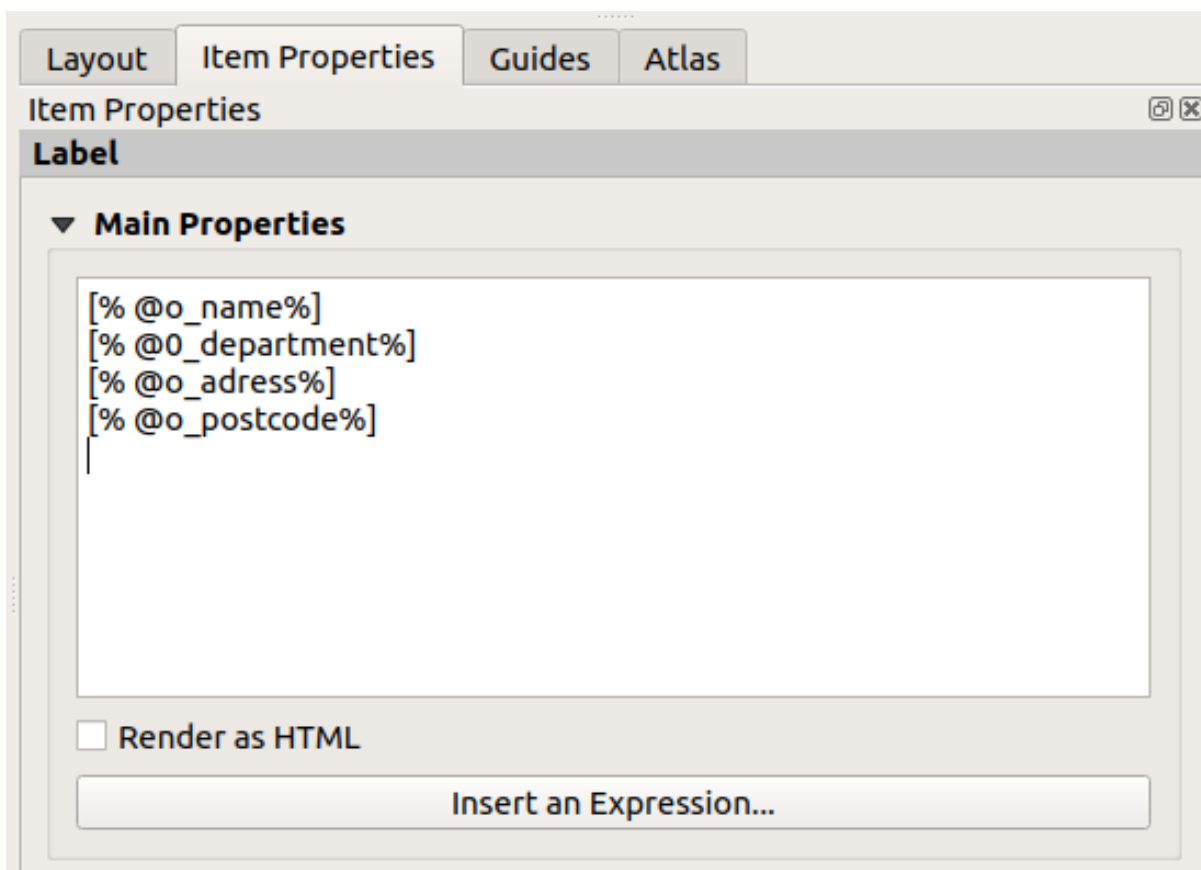 Layout Item Properties Guides Atlas
Item Properties
Label
Main Properties
[% @o_name%]
[% @0_department%]
[% @o_adress%]
[% @o_postcode%]
Render as HTML
Insert an Expression...